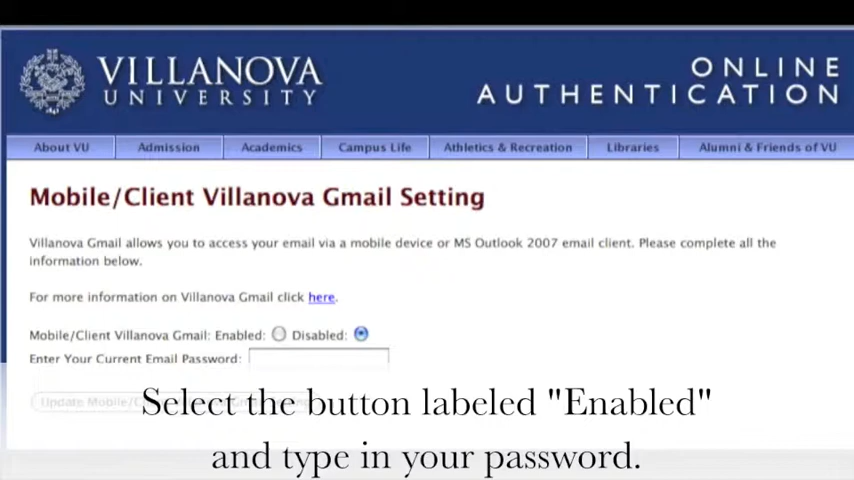 VILLANOVA
UNIVERSITY
ONLINE
AUTHENTICATION
About VU Admission Academics Campus Life Athletics & Recreation Libraries Alumni & Friends of VU
Mobile/Client Villanova Gmail Setting
Villanova Gmail allows you to access your email via a mobile device or MS Outlook 2007 email client. Please complete all the
information below.
For more information on Villanova Gmail click here.
Mobile/Client Villanova Gmail: Enabled: Disabled:
Enter Your Current Email Password:
Update Mobile/
Select the button labeled "Enabled"
and type in your password.